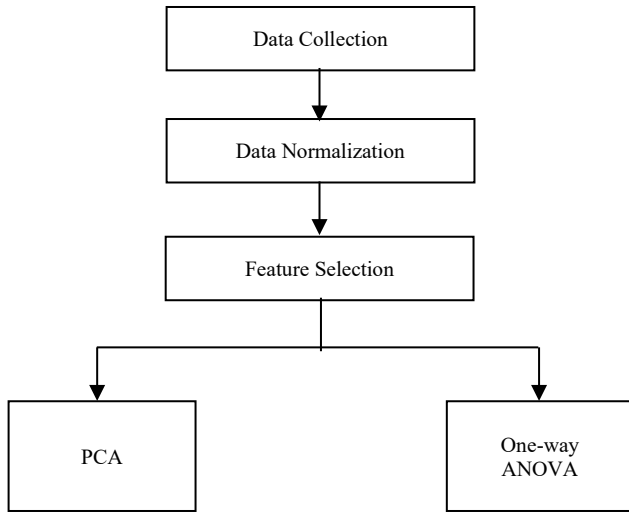 Data Collection
Data Normalization
Feature Selection
PCA
One-way
ANOVA